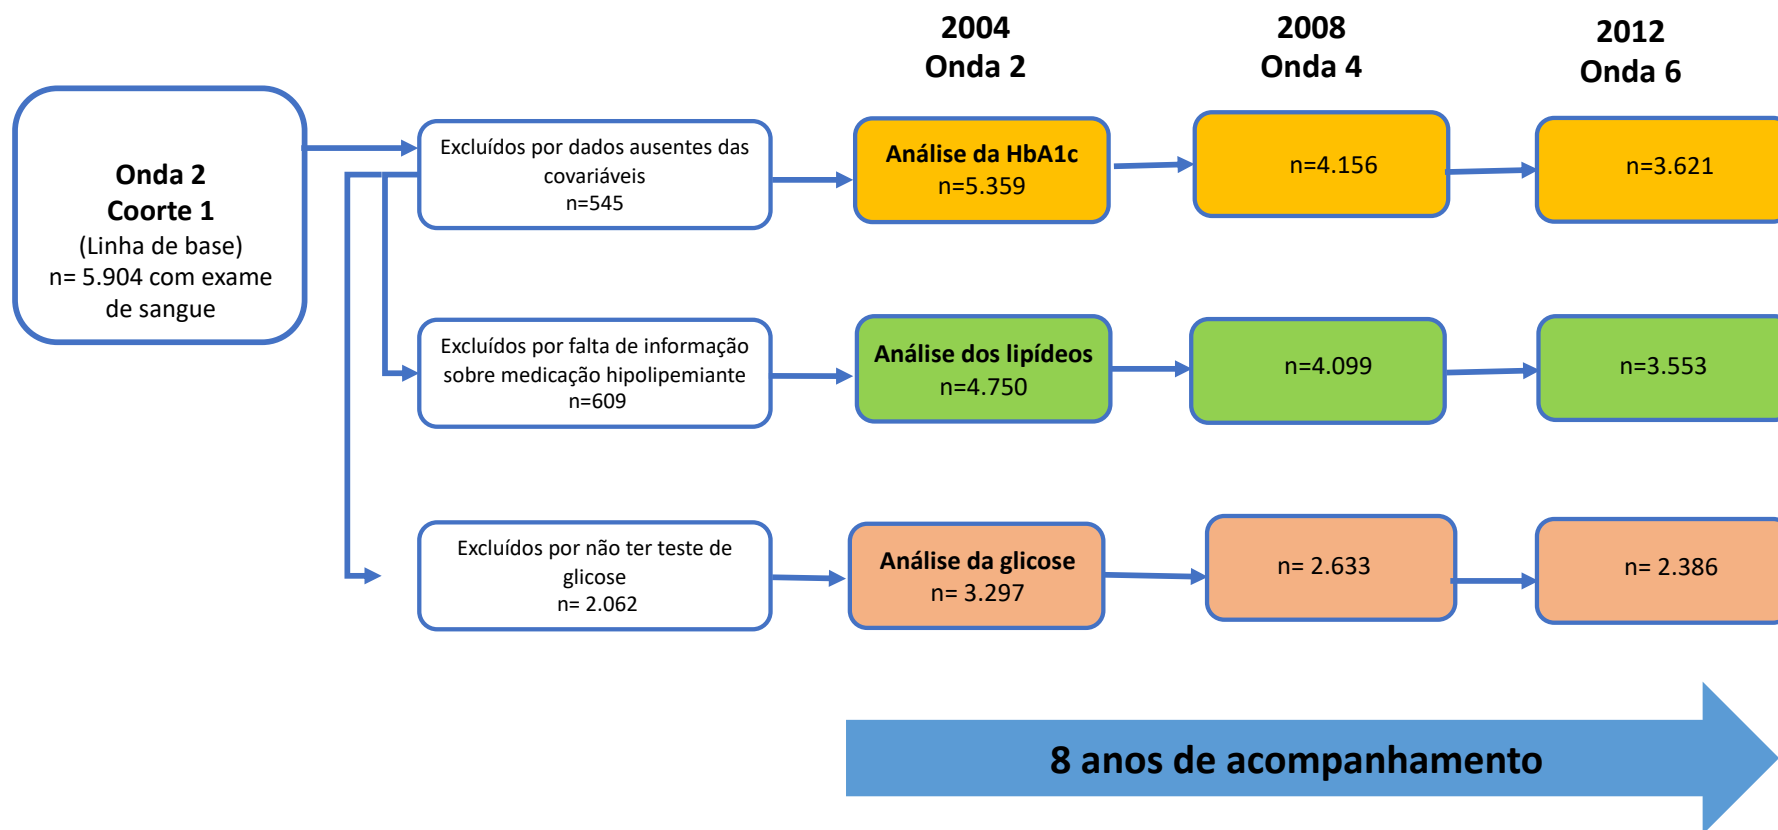 2004
Onda 2
2008
Onda 4
2012
Onda 6
Onda 2
Coorte 1
(Linha de base)
n= 5.904 com exame
de sangue
Excluídos por dados ausentes das
covariáveis
n=545
Análise da HbA1c
n=5.359
n=4.156
n=3.621
Excluídos por falta de informação
sobre medicação hipolipemiante
n=609
Análise dos lipídeos
n=4.750
n=4.099
n=3.553
Excluídos por não ter teste de
glicose
n= 2.062
Análise da glicose
n= 3.297
n= 2.633
n= 2.386
8 anos de acompanhamento